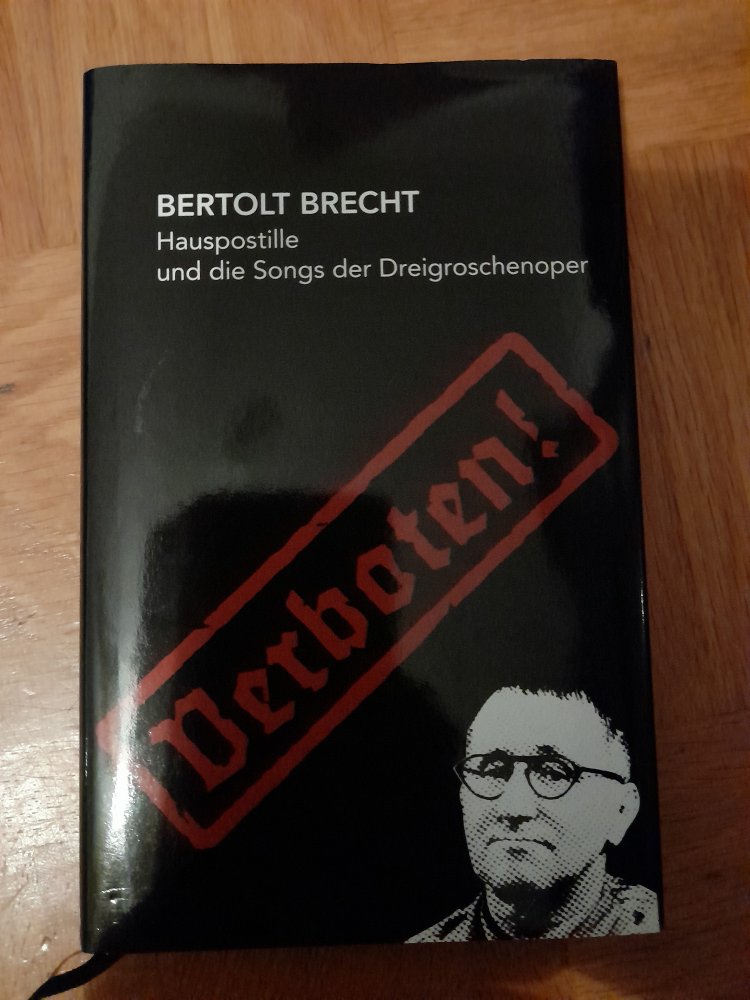 BERTOLT BRECHT
Hauspostille
und die Songs der Dreigroschenoper
Verboten!